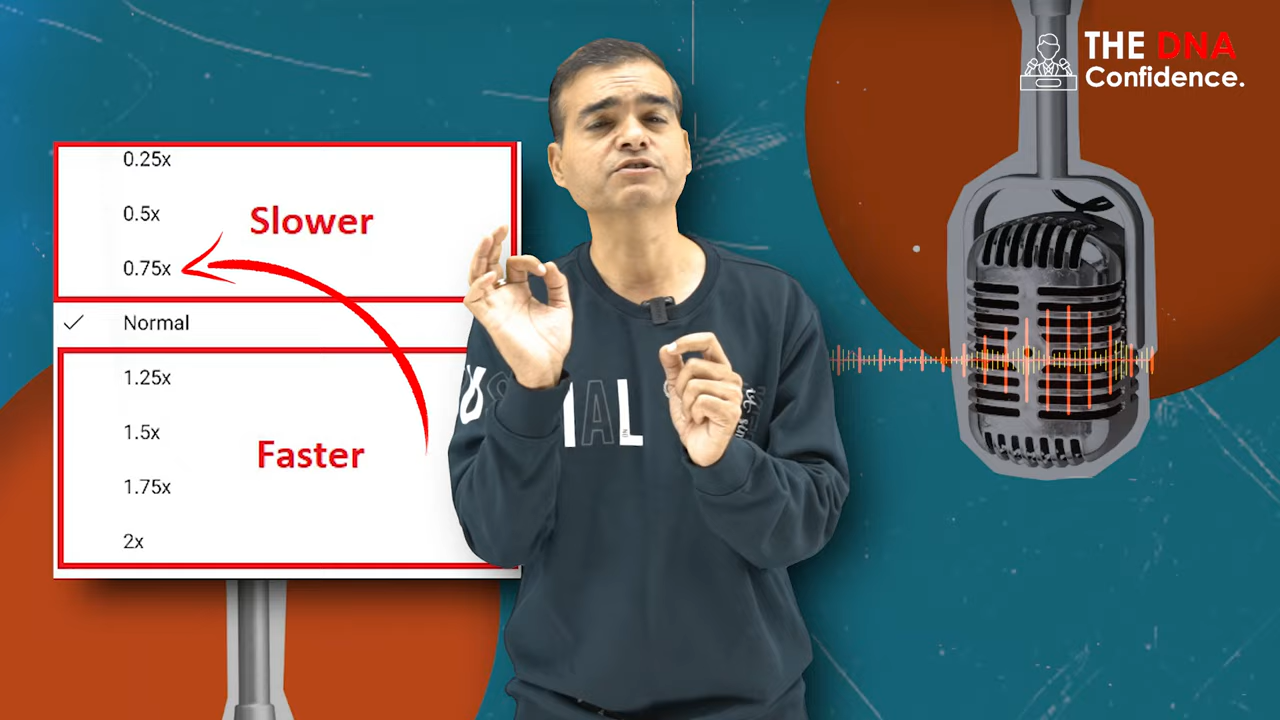 THE DNA
Confidence.
0.25x
0.5x
Slower
0.75x
Normal
1.25x
1.5x
Faster
1.75x
2x